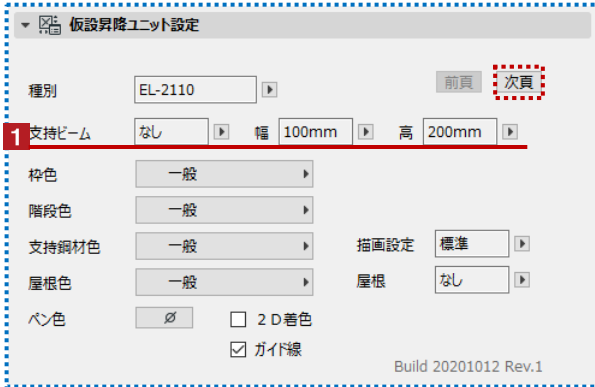 仮設昇降ユニット設定
種別 EL-2110 前頁 次頁
1 支持ビーム なし 幅 100mm 高 200mm
枠色 一般
階段色 一般
支持鋼材色 一般 描画設定 標準
屋根色 一般 屋根 なし
ペン色 Ø 2D着色
ガイド線
Build 20201012 Rev.1